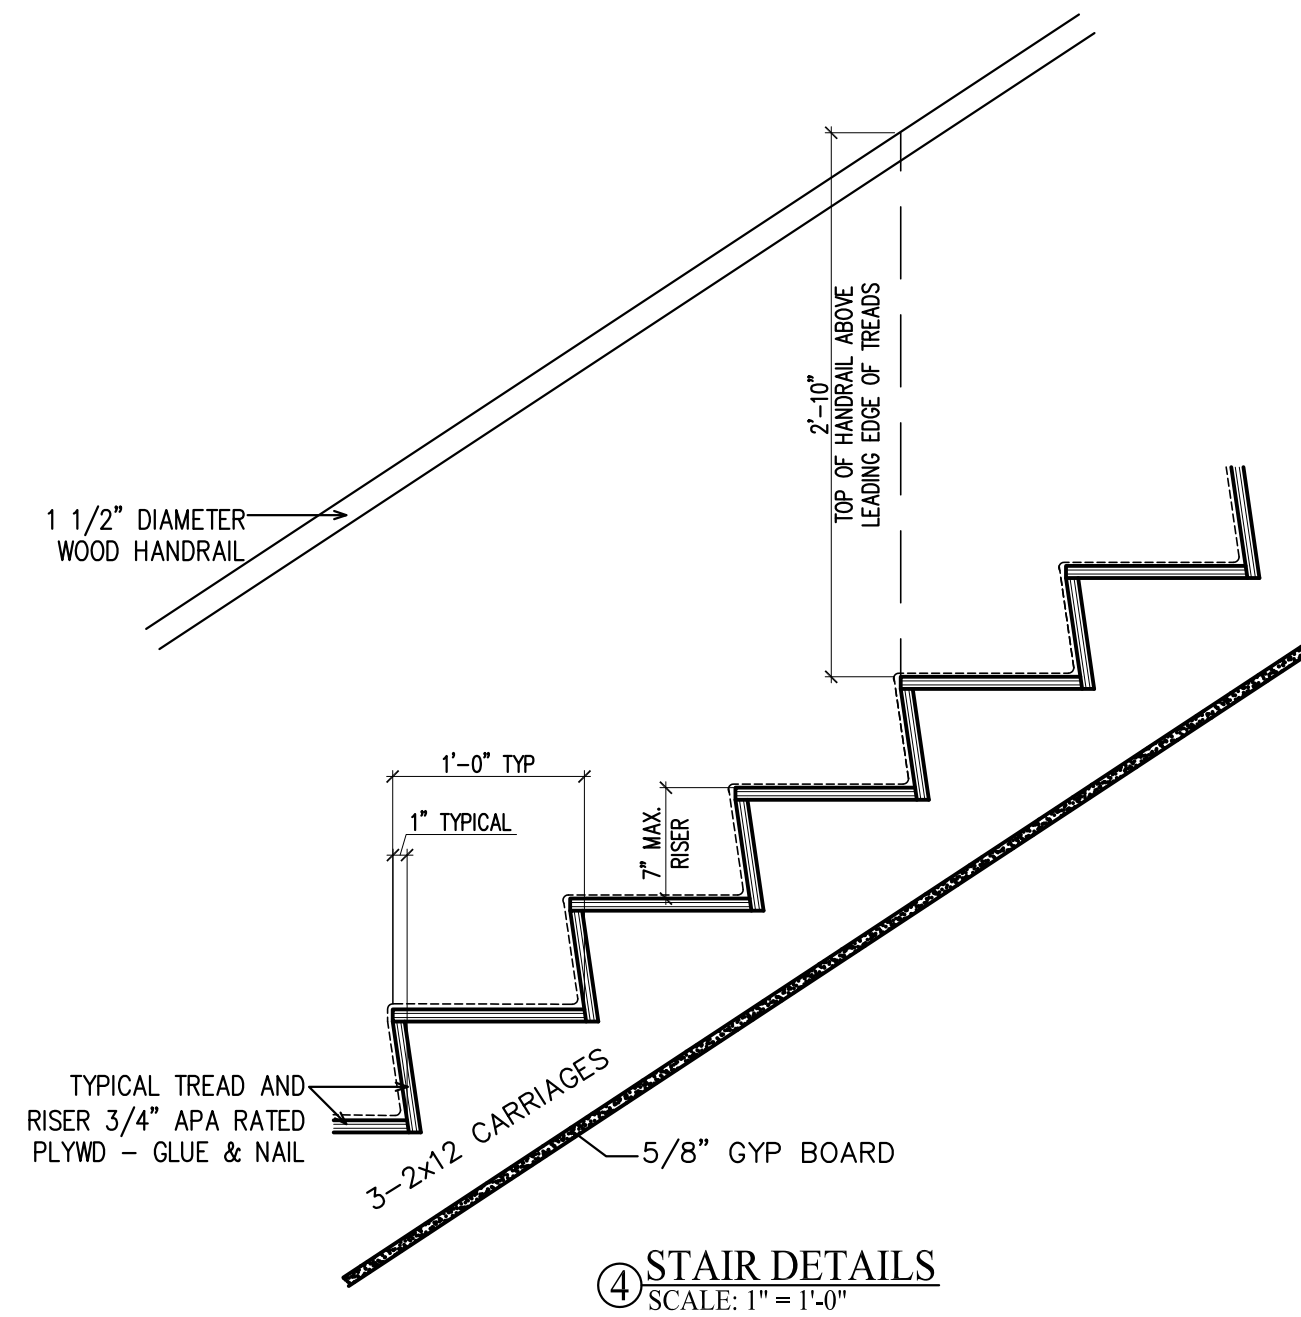 2'-10"
TOP OF HANDRAIL ABOVE
LEADING EDGE OF TREADS
1 1/2" DIAMETER
WOOD HANDRAIL
1'-0" TYP
1" TYPICAL
7" MAX.
RISER
TYPICAL TREAD AND
RISER 3/4" APA RATED
PLYWD - GLUE & NAIL
3-2x12 CARRIAGES
5/8" GYP BOARD
4 STAIR DETAILS
SCALE: 1" = 1'-0"